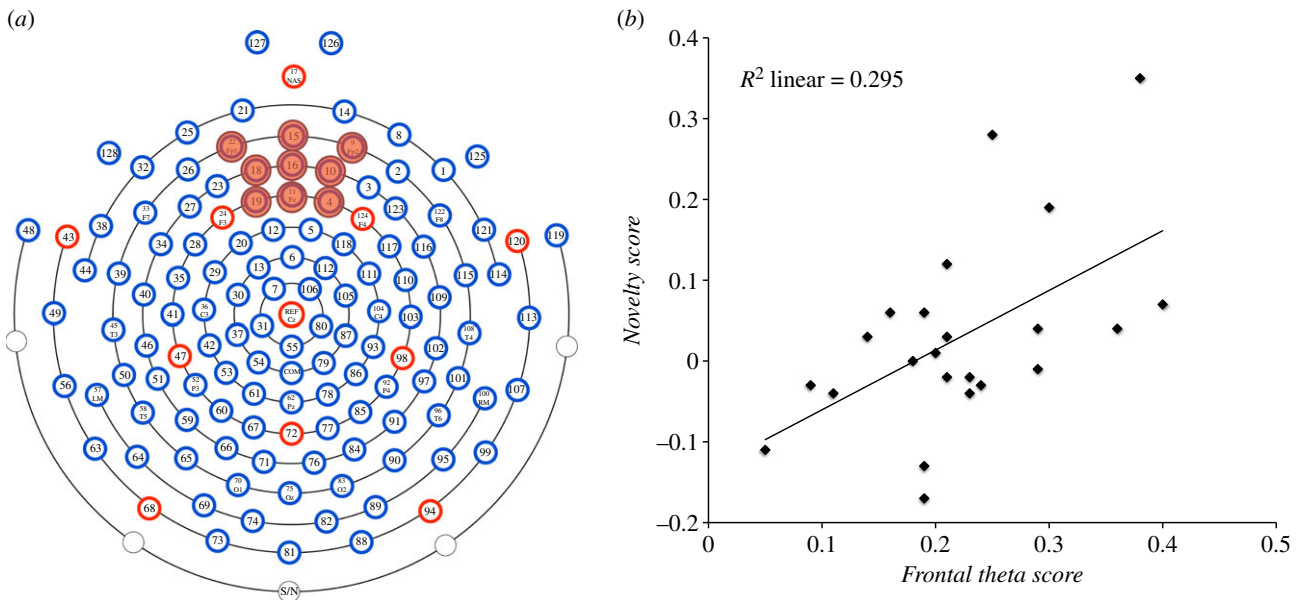 (a)
127 126
17
NAS
21 14
25 15 8
22
Fp1
9
Fp2
128 32 26 18 16 10 2 1 125
23 3
19 11
Fz
4
33
F7
27 24
F3
124
F4
123 122
F8
48 43 38 34 28 20 12 5 118 117 116 121 120 119
44 39 35 29 13 6 112 111 110 115 114
40 30 7 106 105 109
49 41 36
C3
31 REF
Cz
80 104
C4
103 113
45
T3
46 47 42 37 55 87 93 98 102 108
T4
56 57
LM
50 51 52
P3
53 54 COM 79 86 92
P4
97 101 100
RM
107
58
T5
59 60 61 62
Pz
78 85 91 96
T6
63 64 65 66 67 72 77 84 90 95 99
71 76
70
O1
75
Oz
83
O2
68 69 74 82 89 94
73 81 88
S/N
(b)
0.4
0.3
0.2
0.1
0
–0.1
–0.2
Novelty score
R² linear = 0.295
0 0.1 0.2 0.3 0.4 0.5
Frontal theta score